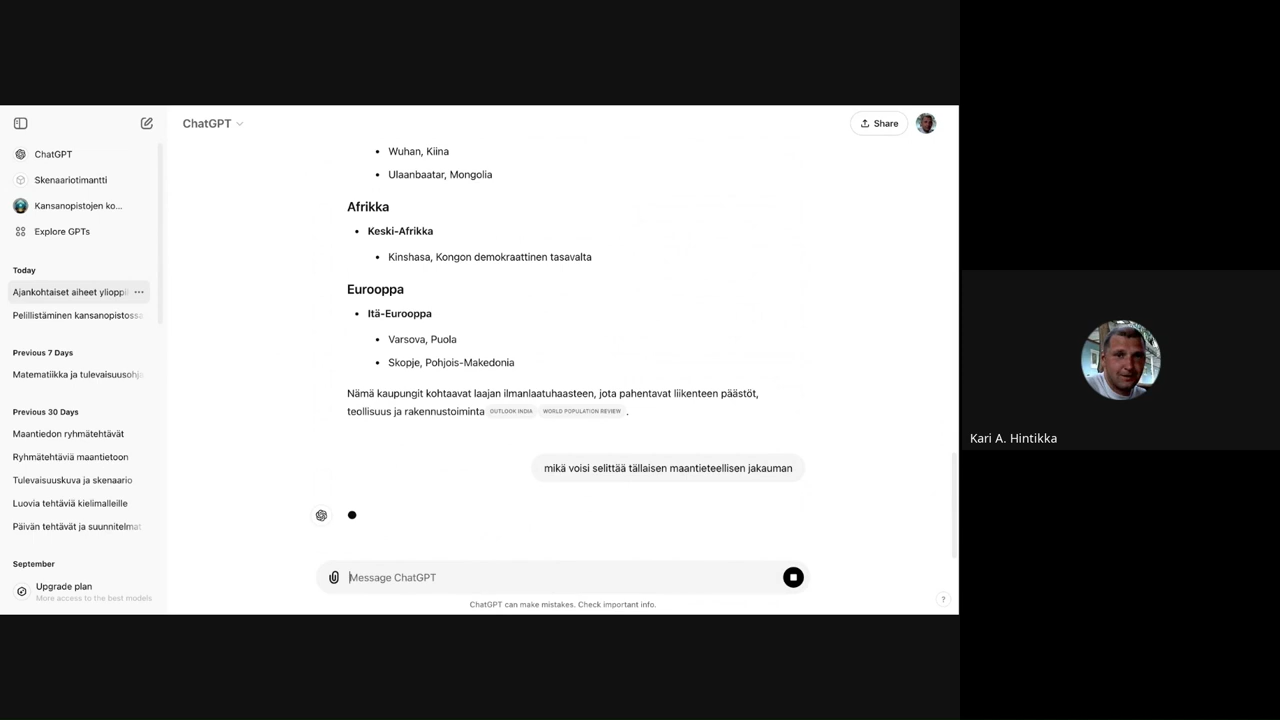 ChatGPT
Share
ChatGPT
Skenaariotimantti
Kansanopistojen ko...
Explore GPTs
Today
Ajankohtaiset aiheet ylioppil
Pelillistäminen kansanopistossa
Previous 7 Days
Matematiikka ja tulevaisuusohja
Previous 30 Days
Maantiedon ryhmätehtävät
Ryhmätehtäviä maantietoon
Tulevaisuuskuva ja skenaario
Luovia tehtäviä kielimalleille
Päivän tehtävät ja suunnitelmat
September
Upgrade plan
More access to the best models
Wuhan, Kiina
Ulaanbaatar, Mongolia
Afrikka
Keski-Afrikka
Kinshasa, Kongon demokraattinen tasavalta
Eurooppa
Itä-Eurooppa
Varsova, Puola
Skopje, Pohjois-Makedonia
Nämä kaupungit kohtaavat laajan ilmanlaatuhaasteen, jota pahentavat liikenteen päästöt,
teollisuus ja rakennustoiminta OUTLOOK INDIA WORLD POPULATION REVIEW .
mikä voisi selittää tällaisen maantieteellisen jakauman
Message ChatGPT
ChatGPT can make mistakes. Check important info.
?
Kari A. Hintikka